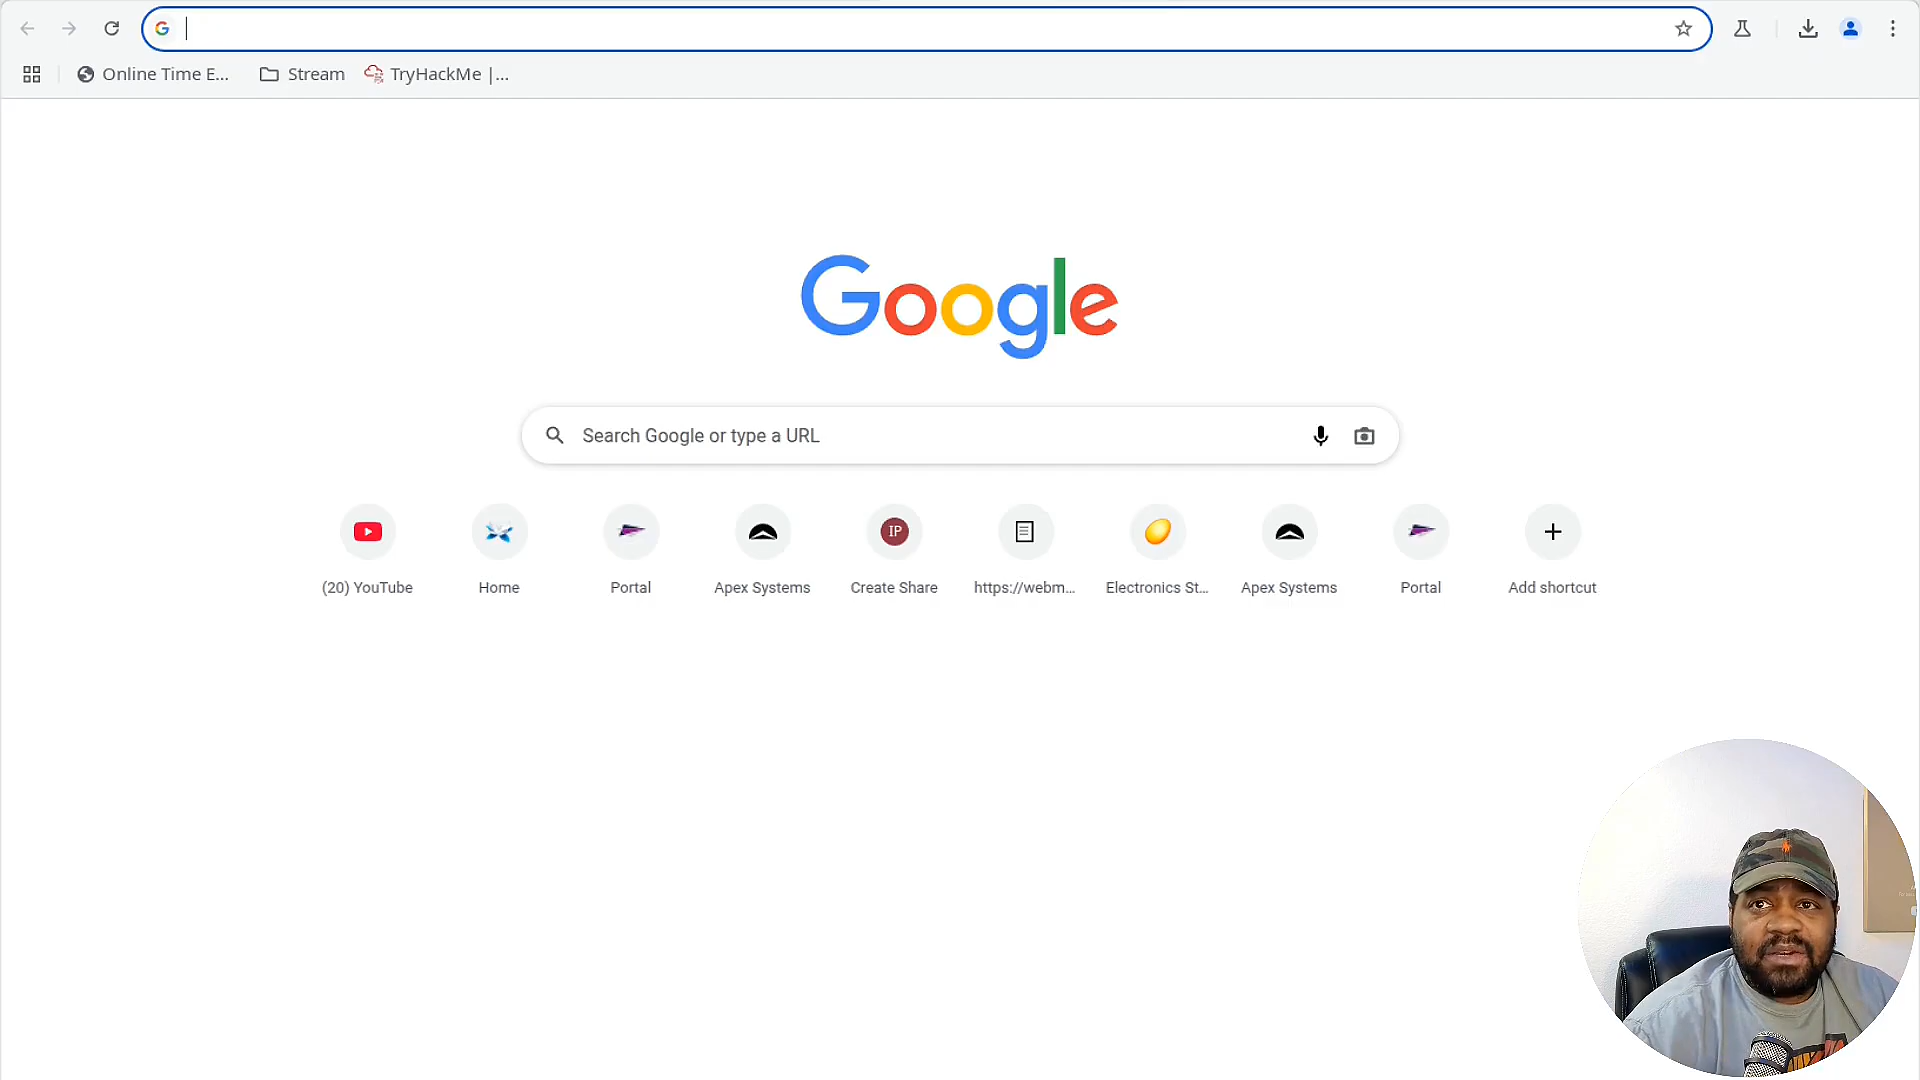 Online Time E...
Stream
TryHackMe |...
Google
Search Google or type a URL
IP
(20) YouTube
Home
Portal
Apex Systems
Create Share
https://webm...
Electronics St...
Apex Systems
Portal
Add shortcut